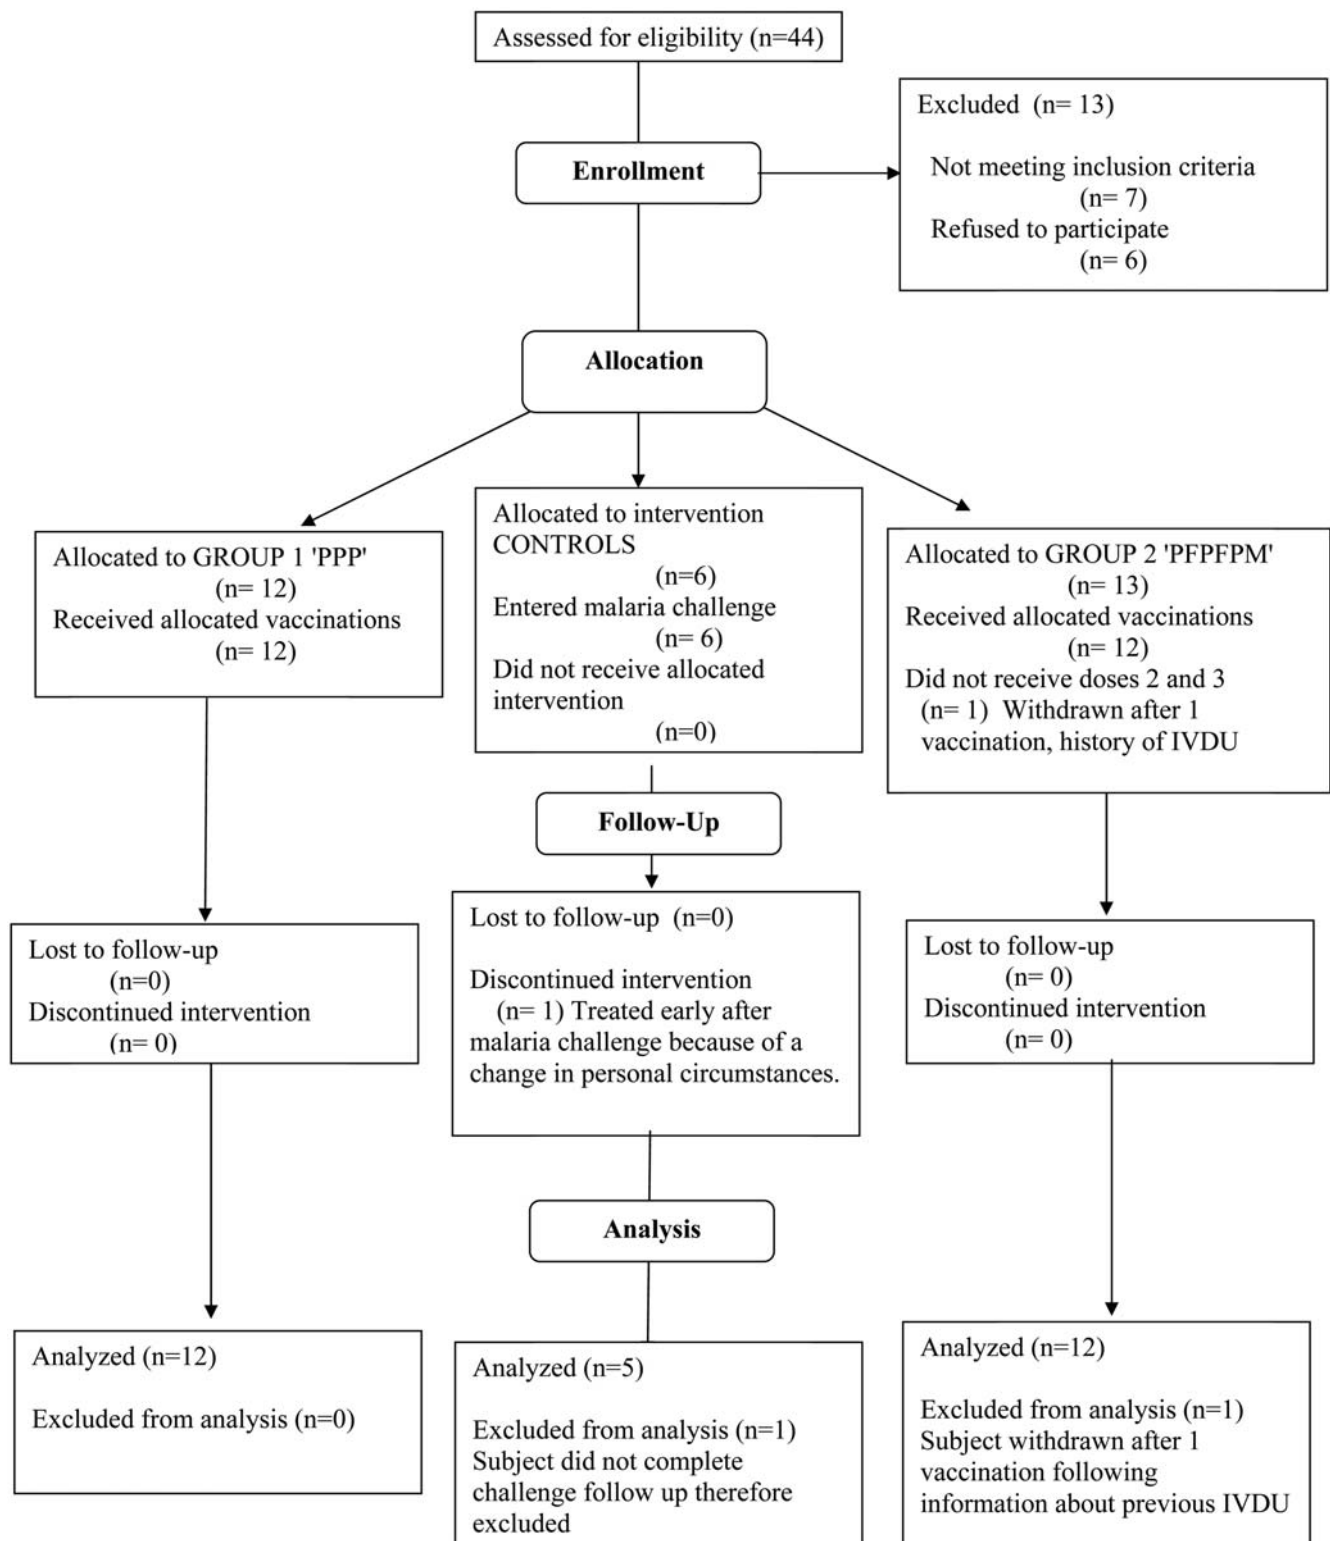 Assessed for eligibility (n=44)
Excluded (n= 13)
Not meeting inclusion criteria
(n= 7)
Refused to participate
(n= 6)
Enrollment
Allocation
Allocated to GROUP 1 'PPP'
(n= 12)
Received allocated vaccinations
(n= 12)
Allocated to intervention
CONTROLS
(n=6)
Entered malaria challenge
(n= 6)
Did not receive allocated
intervention
(n=0)
Allocated to GROUP 2 'PFPFPM'
(n= 13)
Received allocated vaccinations
(n= 12)
Did not receive doses 2 and 3
(n= 1) Withdrawn after 1
vaccination, history of IVDU
Follow-Up
Lost to follow-up
(n=0)
Discontinued intervention
(n= 0)
Lost to follow-up (n=0)
Discontinued intervention
(n= 1) Treated early after
malaria challenge because of a
change in personal circumstances.
Lost to follow-up
(n= 0)
Discontinued intervention
(n= 0)
Analysis
Analyzed (n=12)
Excluded from analysis (n=0)
Analyzed (n=5)
Excluded from analysis (n=1)
Subject did not complete
challenge follow up therefore
excluded
Analyzed (n=12)
Excluded from analysis (n=1)
Subject withdrawn after 1
vaccination following
information about previous IVDU